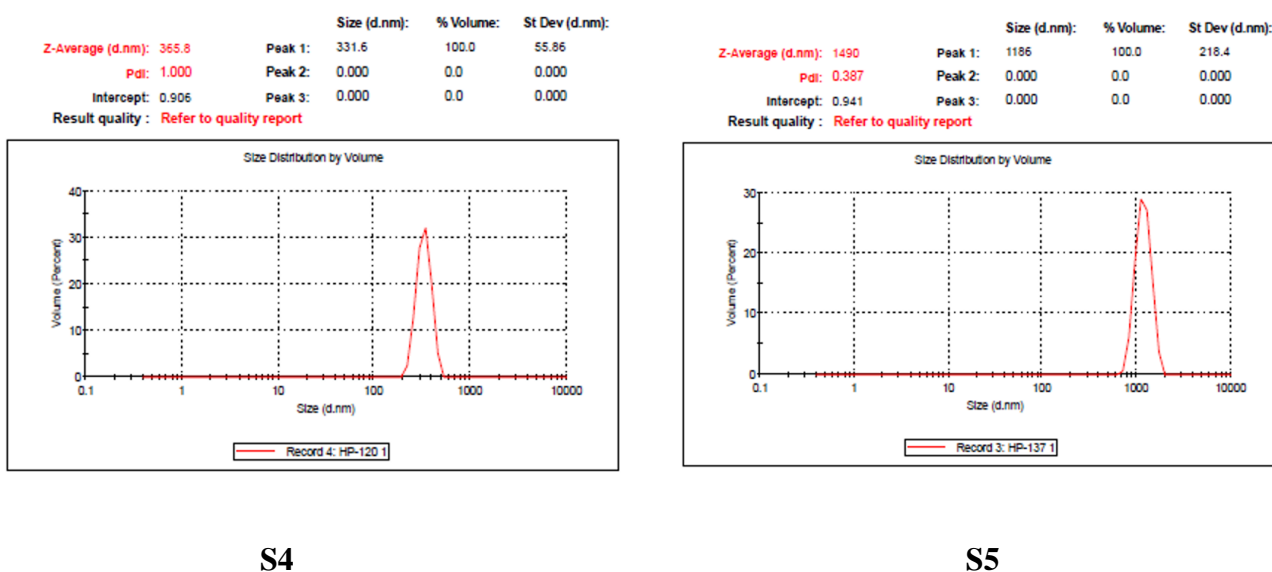 Size (d.nm): % Volume: St Dev (d.nm):
Z-Average (d.nm): 365.8 Peak 1: 331.6 100.0 55.86
PdI: 1.000 Peak 2: 0.000 0.0 0.000
Intercept: 0.906 Peak 3: 0.000 0.0 0.000
Result quality : Refer to quality report
Size Distribution by Volume
Volume (Percent)
40
30
20
10
0
0.1 1 10 100 1000 10000
Size (d.nm)
Record 4: HP-120 1
S4
Size (d.nm): % Volume: St Dev (d.nm):
Z-Average (d.nm): 1490 Peak 1: 1186 100.0 218.4
PdI: 0.387 Peak 2: 0.000 0.0 0.000
Intercept: 0.941 Peak 3: 0.000 0.0 0.000
Result quality : Refer to quality report
Size Distribution by Volume
Volume (Percent)
30
20
10
0
0.1 1 10 100 1000 10000
Size (d.nm)
Record 3: HP-137 1
S5